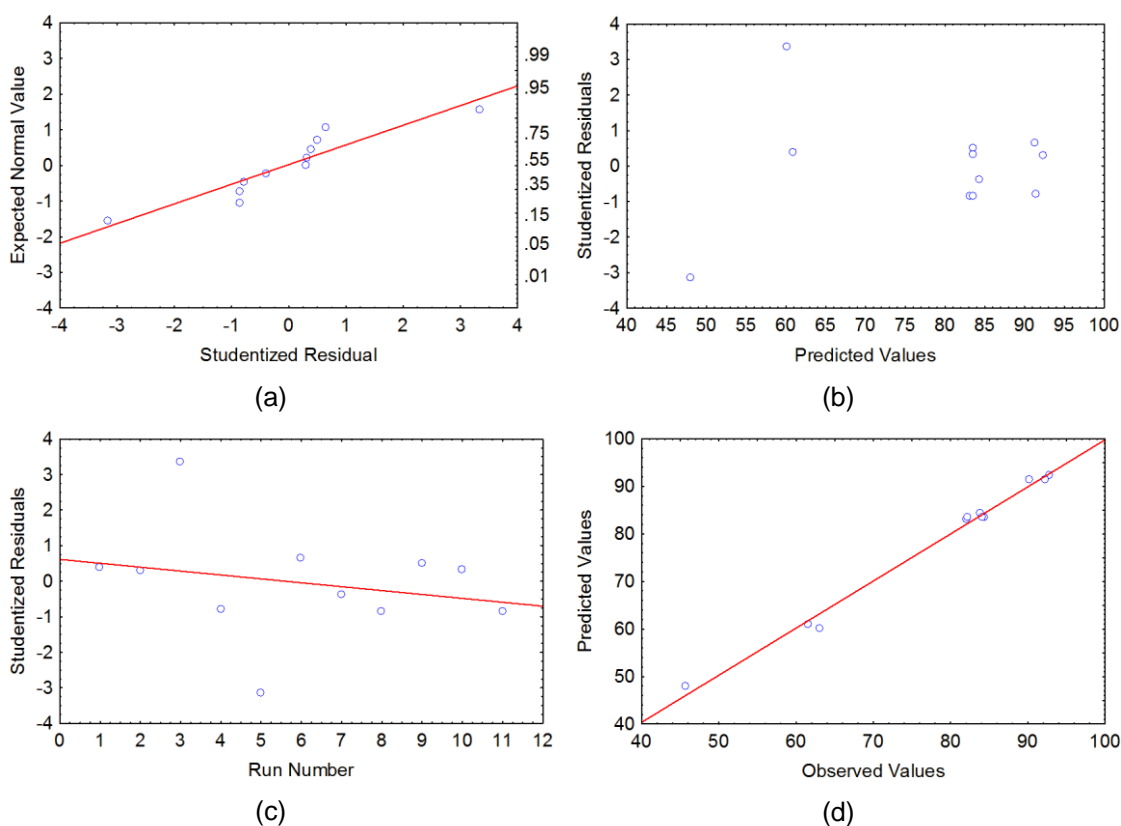 4
3
2
1
0
-1
-2
-3
-4
-4 -3 -2 -1 0 1 2 3 4
.99
.95
.75
.55
.35
.15
.05
.01
Expected Normal Value
Studentized Residual
(a)
4
3
2
1
0
-1
-2
-3
-4
40 45 50 55 60 65 70 75 80 85 90 95 100
Studentized Residuals
Predicted Values
(b)
4
3
2
1
0
-1
-2
-3
-4
0 1 2 3 4 5 6 7 8 9 10 11 12
Studentized Residuals
Run Number
(c)
100
90
80
70
60
50
40
40 50 60 70 80 90 100
Predicted Values
Observed Values
(d)